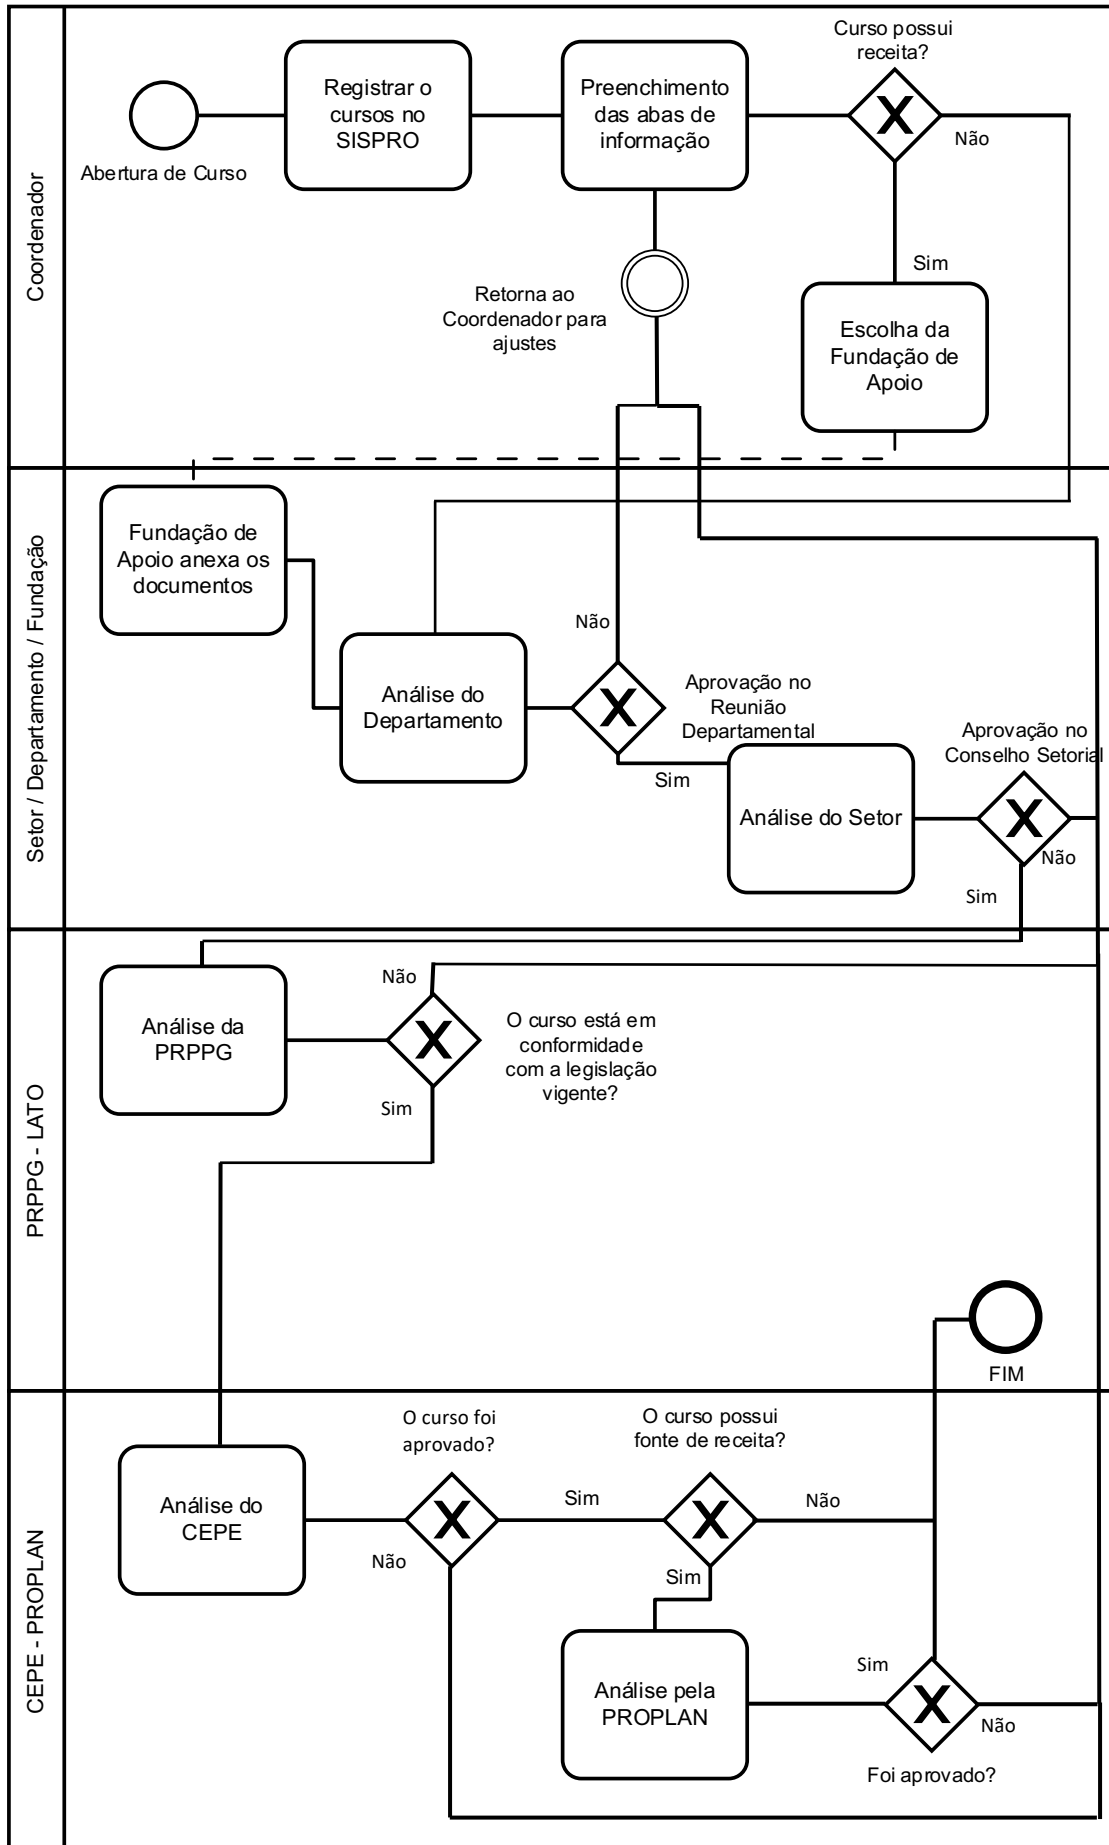 Coordenador
Abertura de Curso
Registrar o
cursos no
SISPRO
Preenchimento
das abas de
informação
Curso possui
receita?
X
Não
Sim
Retorna ao
Coordenador para
ajustes
Escolha da
Fundação de
Apoio
Setor / Departamento / Fundação
Fundação de
Apoio anexa os
documentos
Análise do
Departamento
Não
X
Aprovação no
Reunião
Departamental
Sim
Análise do Setor
Aprovação no
Conselho Setorial
X
Não
Sim
PRPPG - LATO
Análise da
PRPPG
Não
X
Sim
O curso está em
conformidade
com a legislação
vigente?
FIM
CEPE - PROPLAN
Análise do
CEPE
O curso foi
aprovado?
X
Não
Sim
O curso possui
fonte de receita?
X
Não
Sim
Análise pela
PROPLAN
Sim
X
Não
Foi aprovado?